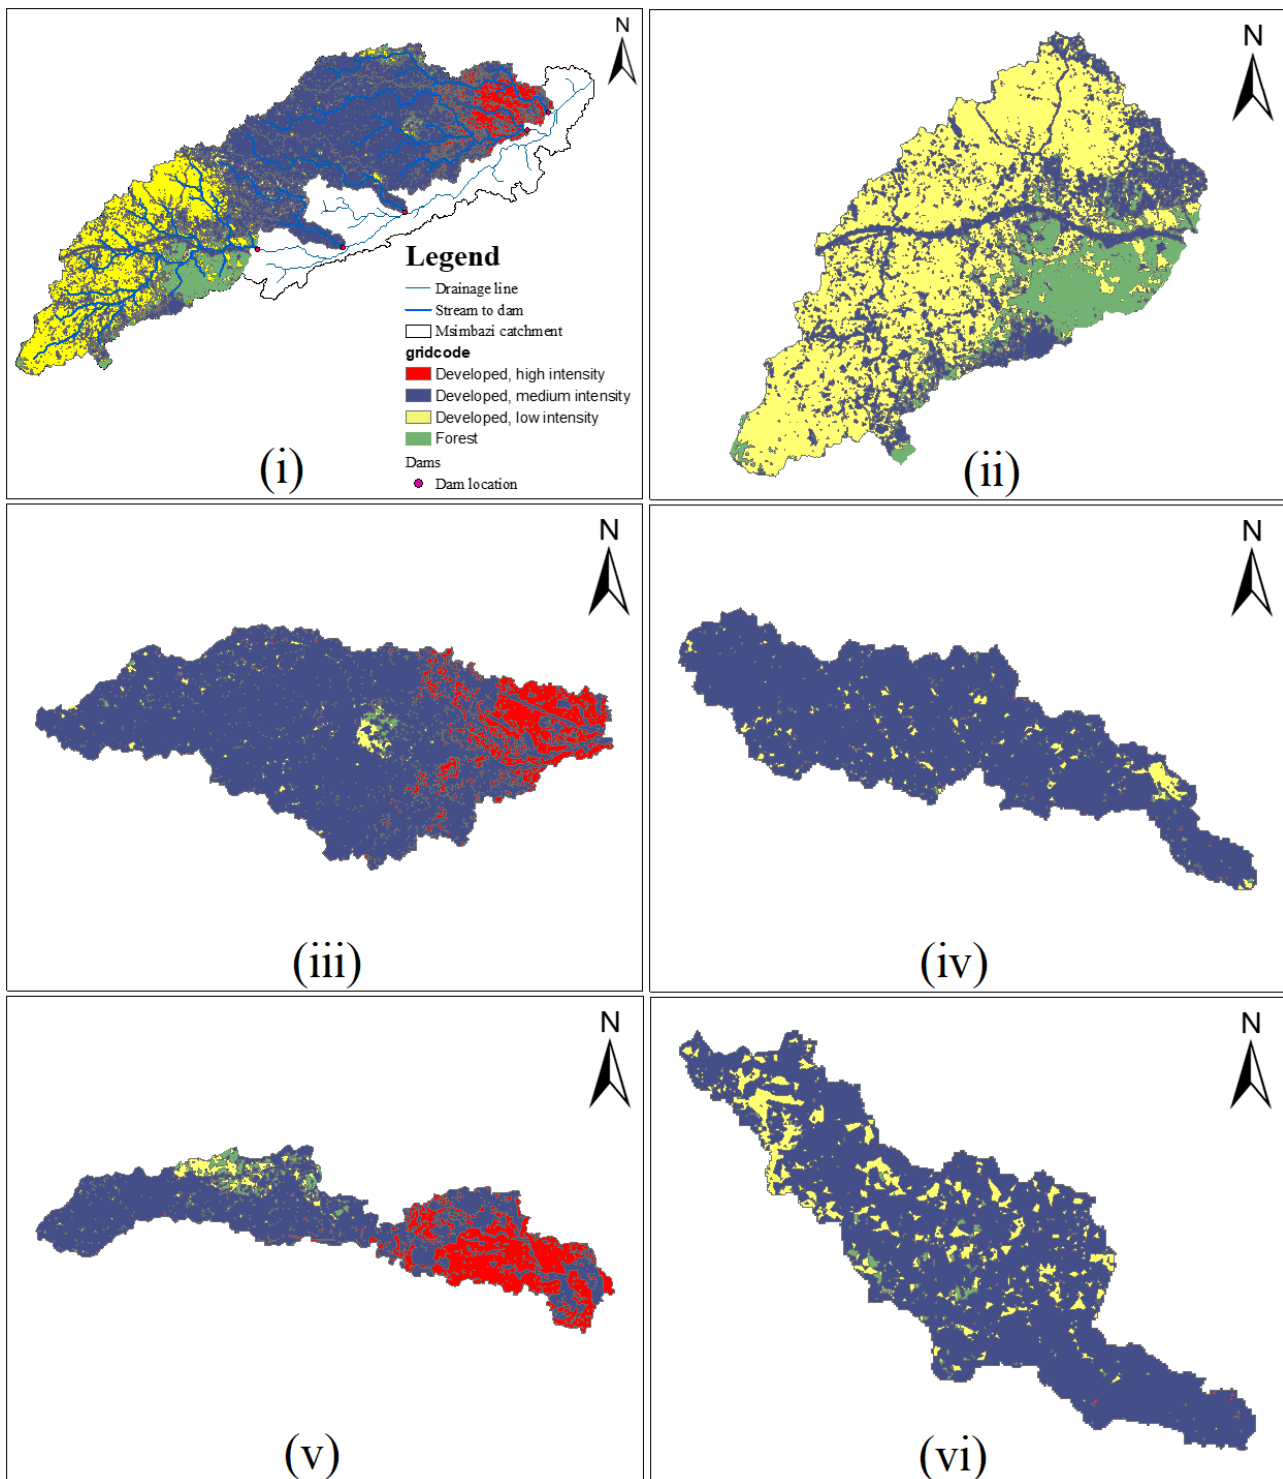 N
Legend
Drainage line
Stream to dam
Msimbazi catchment
gridcode
Developed, high intensity
Developed, medium intensity
Developed, low intensity
Forest
Dams
Dam location
(i)
N
(ii)
N
(iii)
N
(iv)
N
(v)
N
(vi)